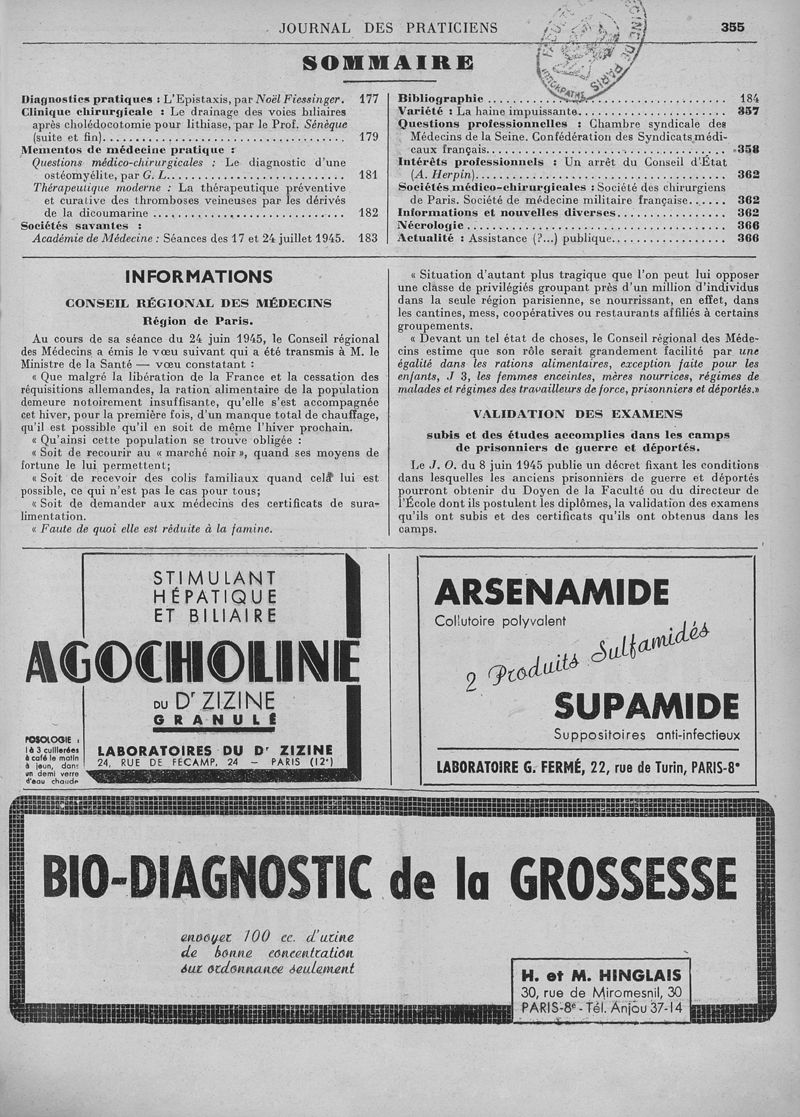 JOURNAL DES PRATICIENS
355
SOMMAIRE
Diagnostics pratiques : L'Epistaxis, par Noël Fiessinger. 177
Clinique chirurgicale : Le drainage des voies biliaires
après cholédocotomie pour lithiase, par le Prof. Sénèque
(suite et fin)................................ 179
Mementos de médecine pratique :
Questions médico-chirurgicales : Le diagnostic d'une
ostéomyélite, par G. L......................... 181
Thérapeutique moderne : La thérapeutique préventive
et curative des thromboses veineuses par les dérivés
de la dicoumarine ............................ 182
Sociétés savantes :
Académie de Médecine : Séances des 17 et 24 juillet 1945. 183
Bibliographie .................................. 184
Variété : La haine impuissante..................... 357
Questions professionnelles : Chambre syndicale des
Médecins de la Seine. Confédération des Syndicats médi-
caux français.................................. 358
Intérêts professionnels : Un arrêt du Conseil d'État
(A. Herpin).................................... 362
Sociétés médico-chirurgicales : Société des chirurgiens
de Paris. Société de médecine militaire française...... 362
Informations et nouvelles diverses................ 362
Nécrologie...................................... 366
Actualité : Assistance (?...) publique................. 366
INFORMATIONS
CONSEIL RÉGIONAL DES MÉDECINS
Région de Paris.
Au cours de sa séance du 24 juin 1945, le Conseil régional
des Médecins a émis le vœu suivant qui a été transmis à M. le
Ministre de la Santé — vœu constatant :
« Que malgré la libération de la France et la cessation des
réquisitions allemandes, la ration alimentaire de la population
demeure notoirement insuffisante, qu'elle s'est accompagnée
cet hiver, pour la première fois, d'un manque total de chauffage,
qu'il est possible qu'il en soit de même l'hiver prochain.
« Qu'ainsi cette population se trouve obligée :
« Soit de recourir au « marché noir », quand ses moyens de
fortune le lui permettent;
« Soit de recevoir des colis familiaux quand cela lui est
possible, ce qui n'est pas le cas pour tous;
« Soit de demander aux médecins des certificats de sura-
limentation.
« Faute de quoi elle est réduite à la famine.
« Situation d'autant plus tragique que l'on peut lui opposer
une classe de privilégiés groupant près d'un million d'individus
dans la seule région parisienne, se nourrissant, en effet, dans
les cantines, mess, coopératives ou restaurants affiliés à certains
groupements.
« Devant un tel état de choses, le Conseil régional des Méde-
cins estime que son rôle serait grandement facilité par une
égalité dans les rations alimentaires, exception faite pour les
enfants, J 3, les femmes enceintes, mères nourrices, régimes de
malades et régimes des travailleurs de force, prisonniers et déportés.»
VALIDATION DES EXAMENS
subis et des études accomplies dans les camps
de prisonniers de guerre et déportés.
Le J. O. du 8 juin 1945 publie un décret fixant les conditions
dans lesquelles les anciens prisonniers de guerre et déportés
pourront obtenir du Doyen de la Faculté ou du directeur de
l'École dont ils postulent les diplômes, la validation des examens
qu'ils ont subis et des certificats qu'ils ont obtenus dans les
camps.
STIMULANT
HÉPATIQUE
ET BILIAIRE
AGOCHOLINE
DU Dr ZIZINE
GRANULÉ
POSOLOGIE :
1 à 3 cuillerées
à café le matin
à jeun, dans
un demi verre
d'eau chaude
LABORATOIRES DU Dr ZIZINE
24, RUE DE FÉCAMP, 24 – PARIS (12e)
ARSENAMIDE
Collutoire polyvalent
2 Produits Sulfamidés
SUPAMIDE
Suppositoires anti-infectieux
LABORATOIRE G. FERMÉ, 22, rue de Turin, PARIS-8e
BIO-DIAGNOSTIC de la GROSSESSE
envoyer 100 cc. d'urine
de bonne concentration
sur ordonnance seulement
H. et M. HINGLAIS
30, rue de Miromesnil, 30
PARIS-8e - Tél. Anjou 37-14